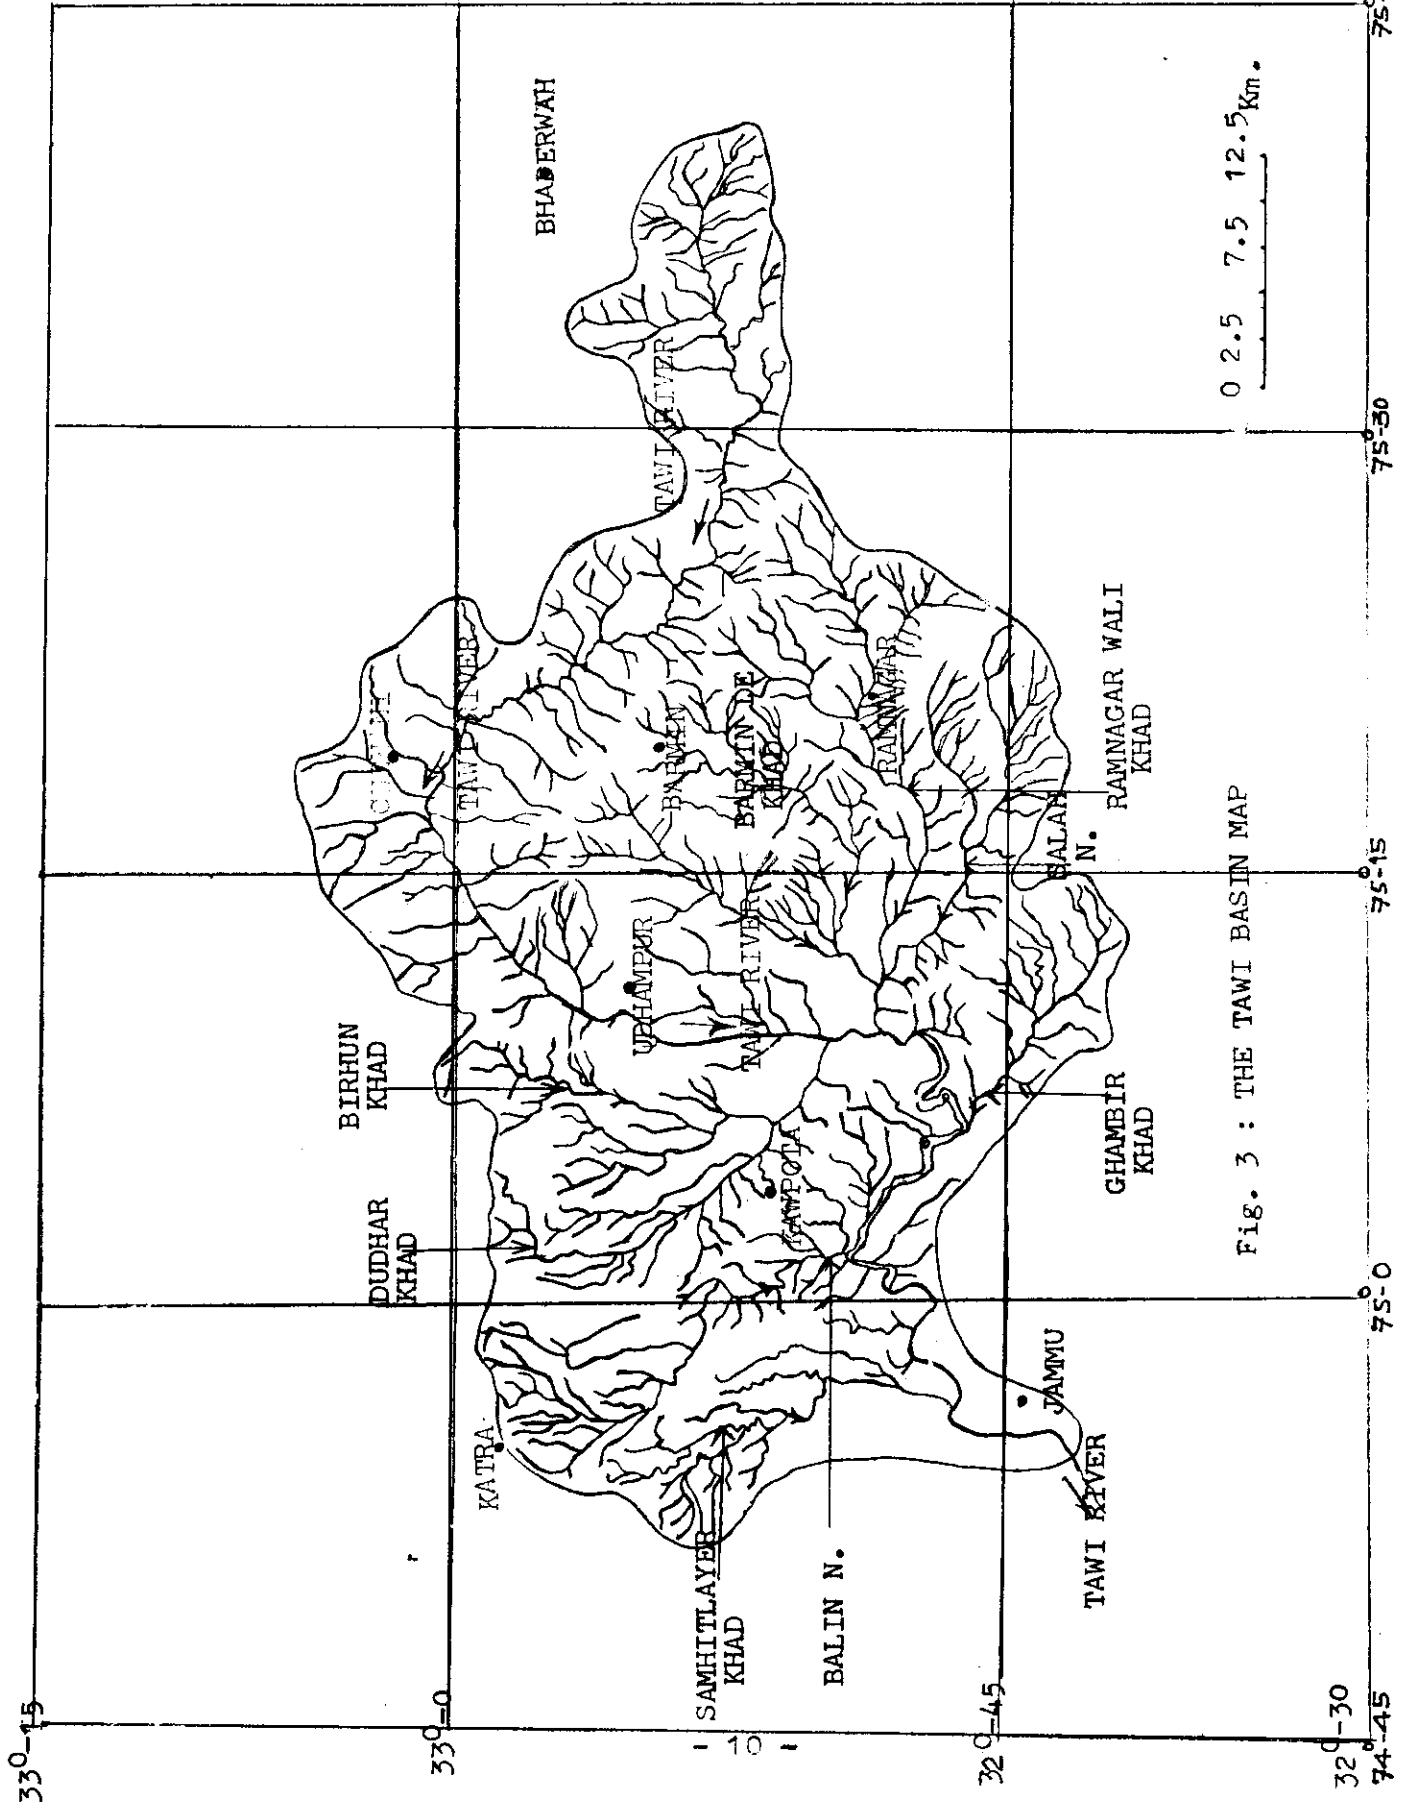 33°-15
33°-0
32°-45
32°-30
74-45
75-0
75°-15
75-30
BHADERWAH
TAWI RIVER
TAWI RIVER
BIRHUN
KHAD
DUDHAR
KHAD
KATRA
UDHAMPUR
BARMIN
BARMIN DE
KHAD
TAWI RIVER
RAMNAGAR
KAWPOTA
SAMHITLAYER
KHAD
BALIN N.
SALAH
N.
RAMNAGAR WALI
KHAD
GHAMBIR
KHAD
JAMMU
TAWI RIVER
0 2.5 7.5 12.5 Km.
Fig. 3 : THE TAWI BASIN MAP
- 10 -